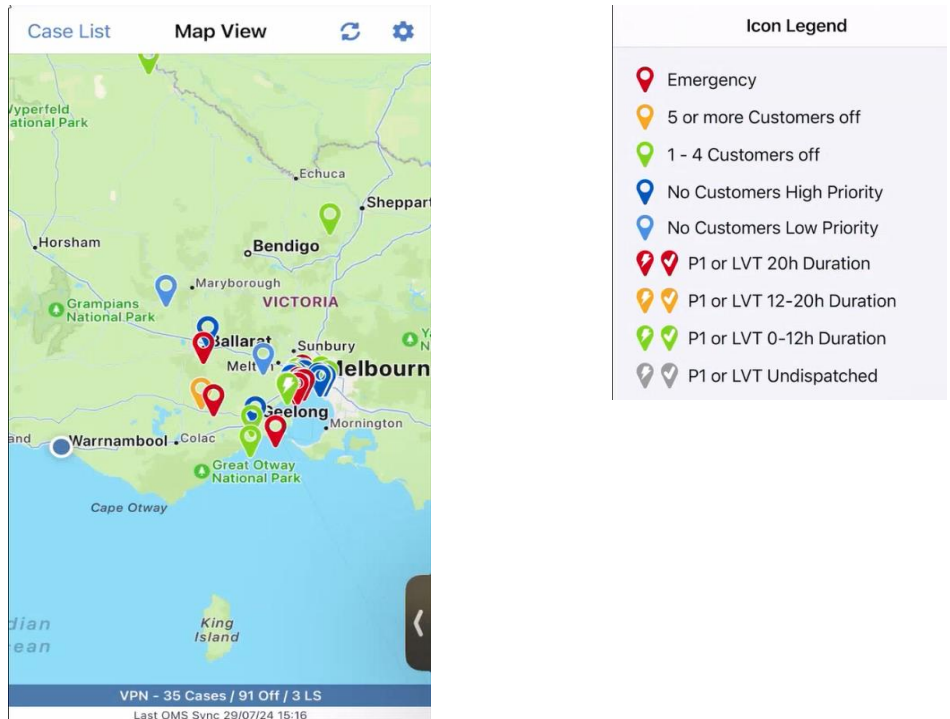 Case List
Map View
Icon Legend
Emergency
5 or more Customers off
1 - 4 Customers off
No Customers High Priority
No Customers Low Priority
P1 or LVT 20h Duration
P1 or LVT 12-20h Duration
P1 or LVT 0-12h Duration
P1 or LVT Undispatched
Wyperfeld
ational Park
Echuca
Sheppart
Horsham
Bendigo
Maryborough
Grampians
National Park
VICTORIA
Ballarat
Sunbury
Ya
N
Melt n
Melbourn
Geelong
Mornington
and
Warrnambool
Colac
Great Otway
National Park
Cape Otway
King
Island
dian
ean
VPN - 35 Cases / 91 Off / 3 LS
Last OMS Sync 29/07/24 15:16